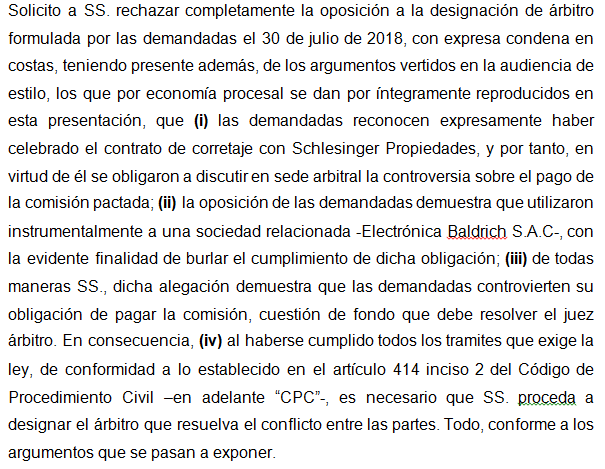 Solicito a SS. rechazar completamente la oposición a la designación de árbitro
formulada por las demandadas el 30 de julio de 2018, con expresa condena en
costas, teniendo presente además, de los argumentos vertidos en la audiencia de
estilo, los que por economía procesal se dan por íntegramente reproducidos en
esta presentación, que (i) las demandadas reconocen expresamente haber
celebrado el contrato de corretaje con Schlesinger Propiedades, y por tanto, en
virtud de él se obligaron a discutir en sede arbitral la controversia sobre el pago de
la comisión pactada; (ii) la oposición de las demandadas demuestra que utilizaron
instrumentalmente a una sociedad relacionada -Electrónica Baldrich S.A.C-, con
la evidente finalidad de burlar el cumplimiento de dicha obligación; (iii) de todas
maneras SS., dicha alegación demuestra que las demandadas controvierten su
obligación de pagar la comisión, cuestión de fondo que debe resolver el juez
árbitro. En consecuencia, (iv) al haberse cumplido todos los tramites que exige la
ley, de conformidad a lo establecido en el artículo 414 inciso 2 del Código de
Procedimiento Civil –en adelante “CPC”-, es necesario que SS. proceda a
designar el árbitro que resuelva el conflicto entre las partes. Todo, conforme a los
argumentos que se pasan a exponer.